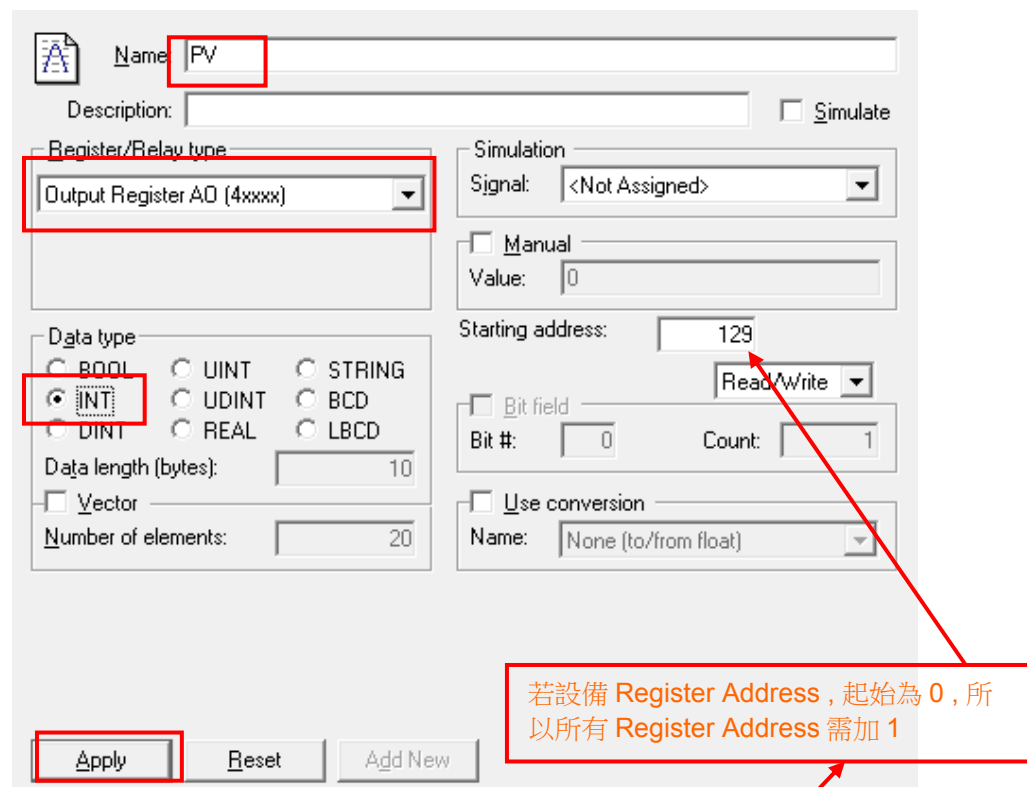 Name: PV
Description:
Simulate
Register/Relay type
Output Register AO (4xxxx)
Simulation
Signal: <Not Assigned>
Manual
Value: 0
Data type
BOOL UINT STRING
INT UDINT BCD
DINT REAL LBCD
Data length (bytes): 10
Vector
Number of elements: 20
Starting address: 129
Read/Write
Bit field
Bit #: 0 Count: 1
Use conversion
Name: None (to/from float)
若設備 Register Address , 起始為 0 , 所
以所有 Register Address 需加 1
Apply Reset Add New